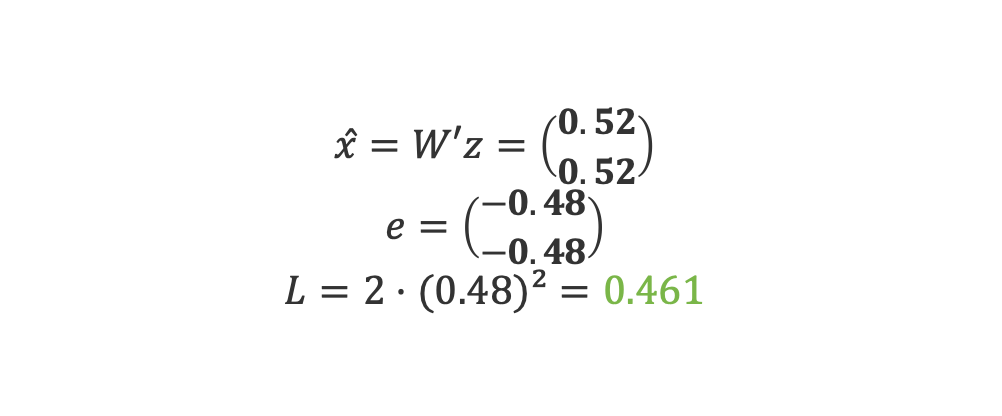 x̂ = W′z = (0.52
0.52)
e = (−0.48
−0.48)
L = 2 · (0.48)² = 0.461